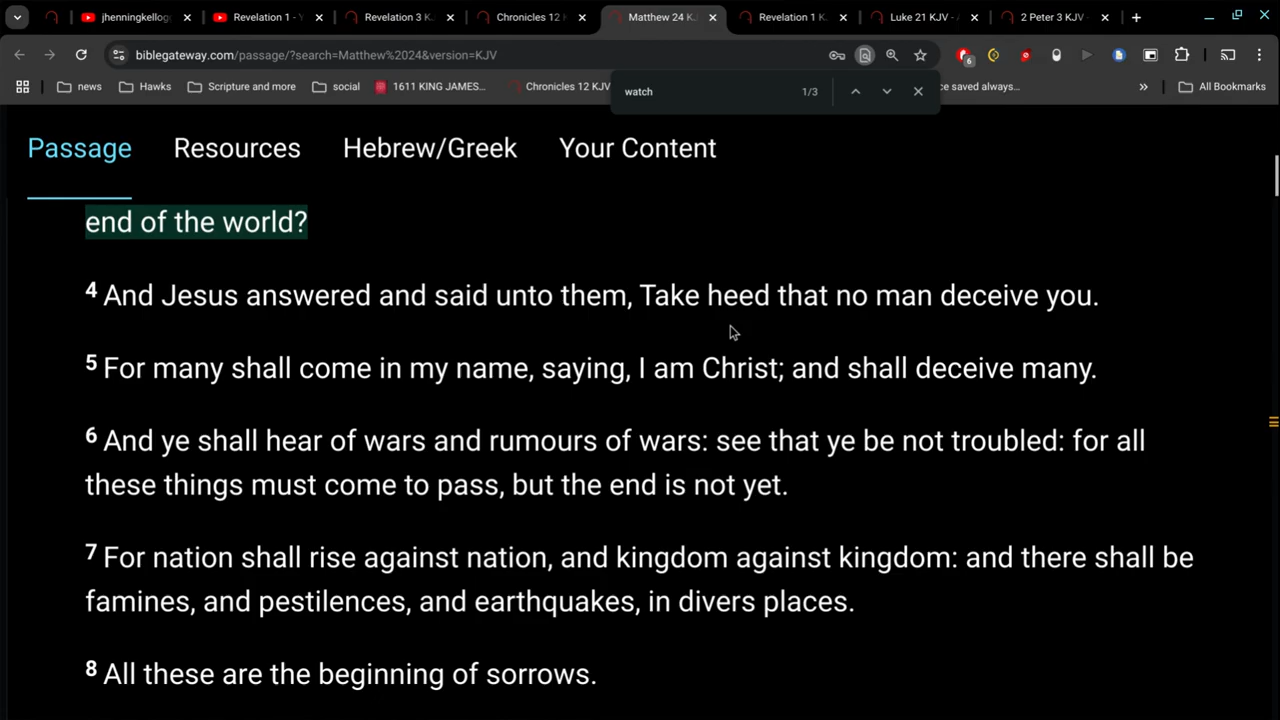 jhenningkellogg
Revelation 1 - Y
Revelation 3 KJ
Chronicles 12 K
Matthew 24 KJ
Revelation 1 K
Luke 21 KJV - A
2 Peter 3 KJV -
biblegateway.com/passage/?search=Matthew%2024&version=KJV
6
news
Hawks
Scripture and more
social
1611 KING JAMES...
Chronicles 12 KJV
ce saved always...
»
All Bookmarks
watch
1/3
Passage
Resources
Hebrew/Greek
Your Content
end of the world?
4 And Jesus answered and said unto them, Take heed that no man deceive you.
5 For many shall come in my name, saying, I am Christ; and shall deceive many.
6 And ye shall hear of wars and rumours of wars: see that ye be not troubled: for all
these things must come to pass, but the end is not yet.
7 For nation shall rise against nation, and kingdom against kingdom: and there shall be
famines, and pestilences, and earthquakes, in divers places.
8 All these are the beginning of sorrows.